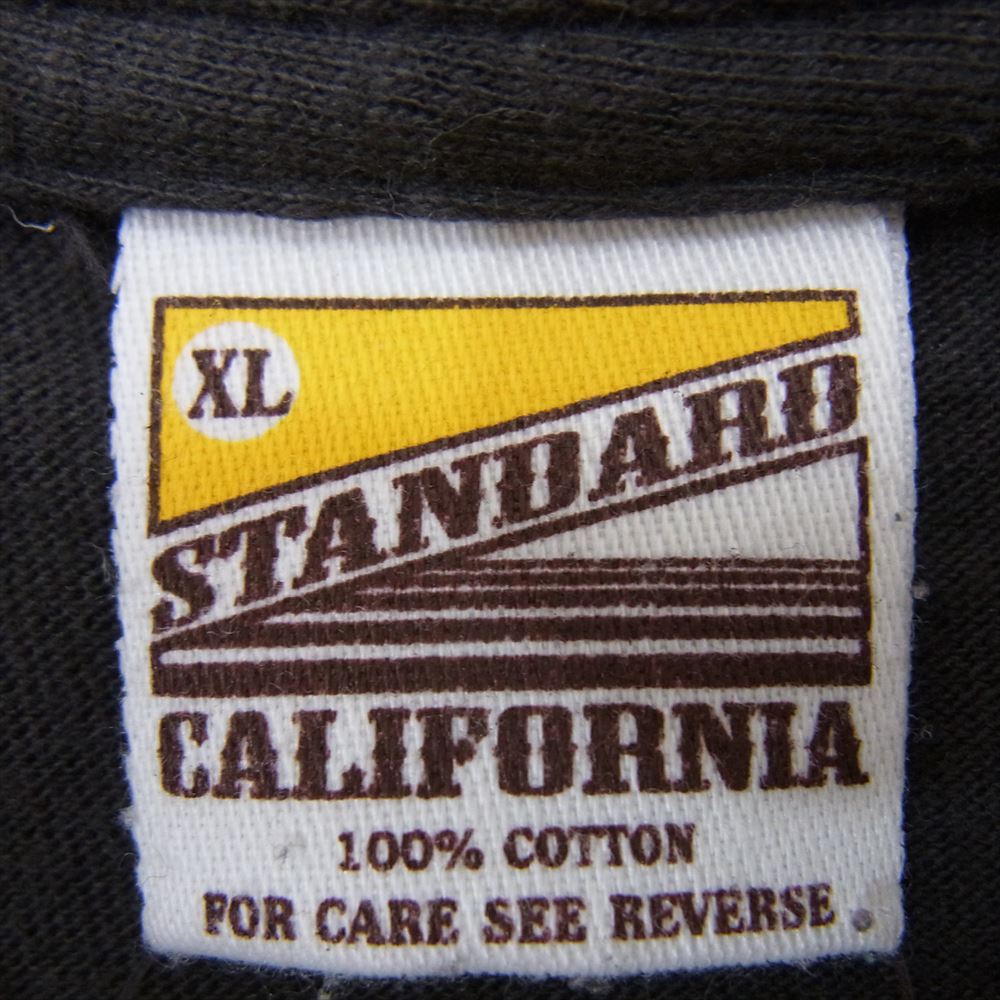 XL
STANDARD
CALIFORNIA
100% COTTON
FOR CARE SEE REVERSE